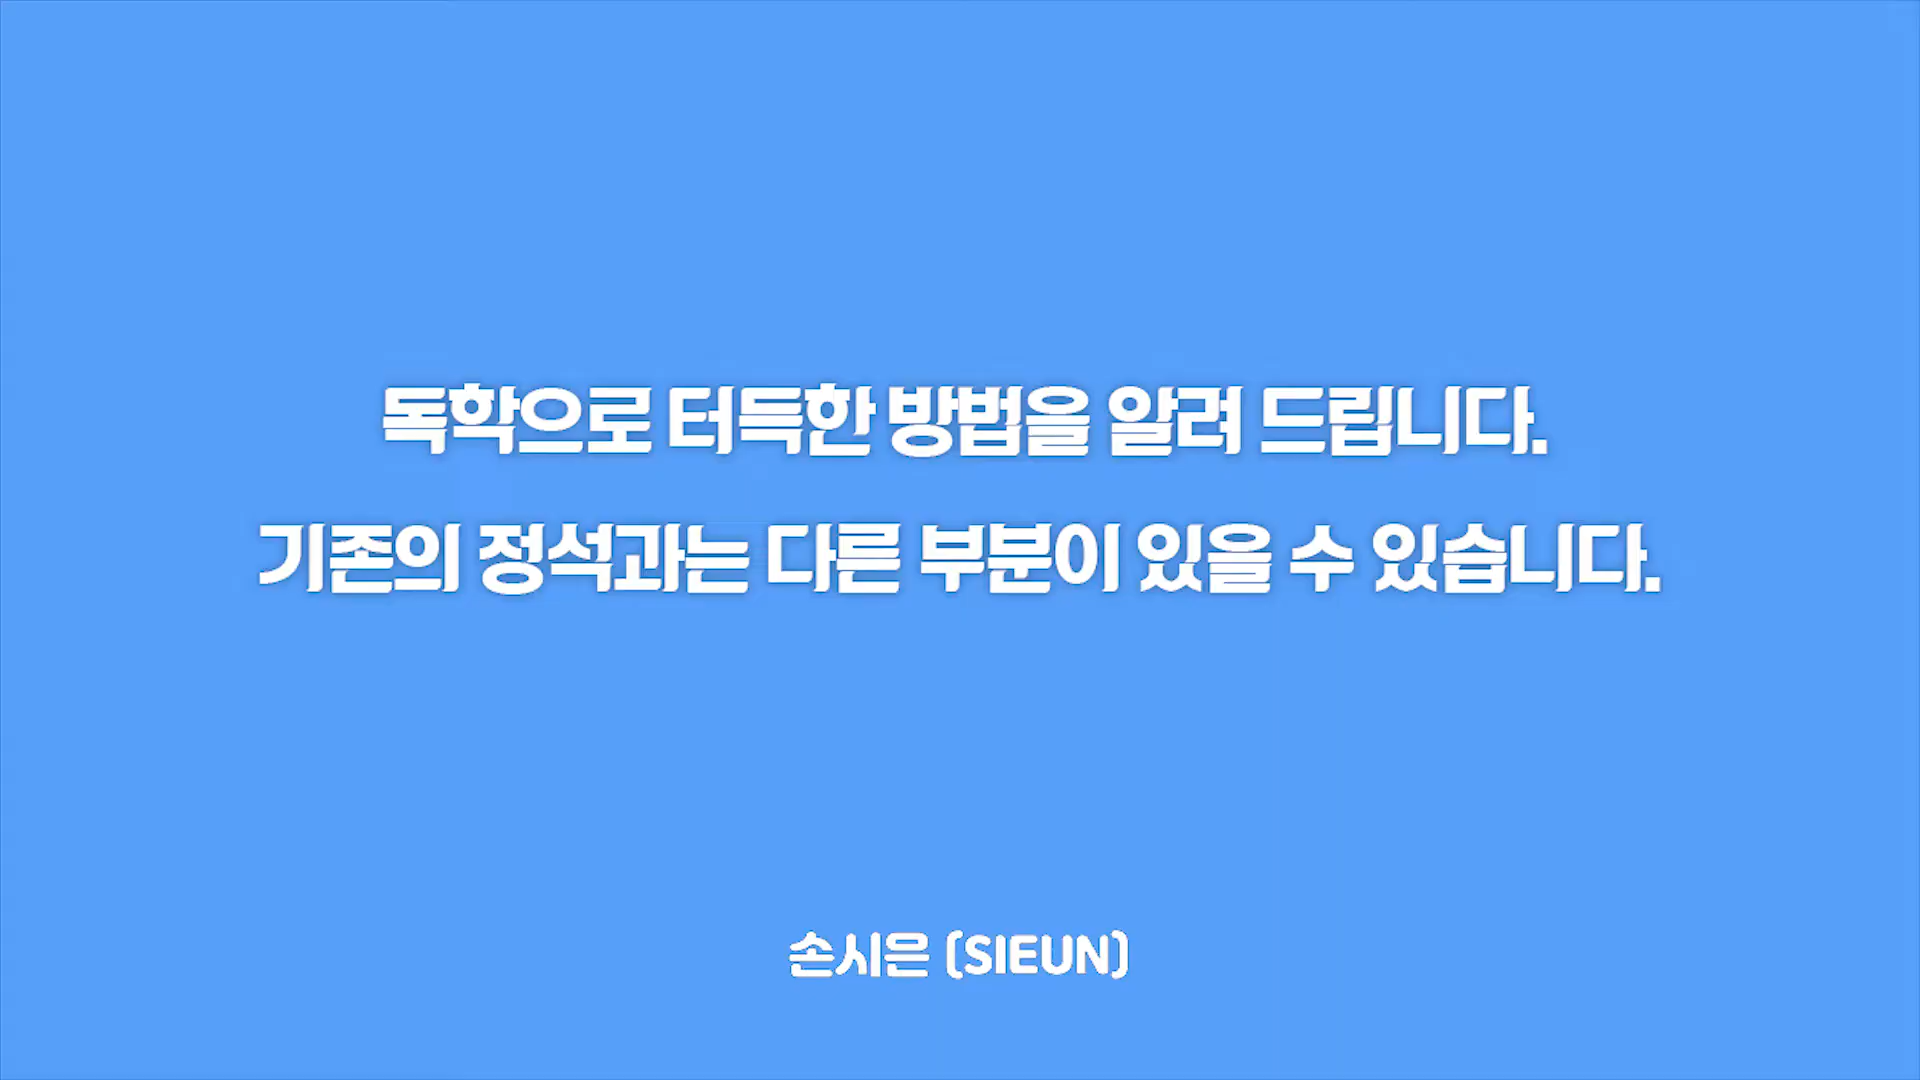 독학으로 터득한 방법을 알려 드립니다.
기존의 정석과는 다른 부분이 있을 수 있습니다.
손시은 (SIEUN)